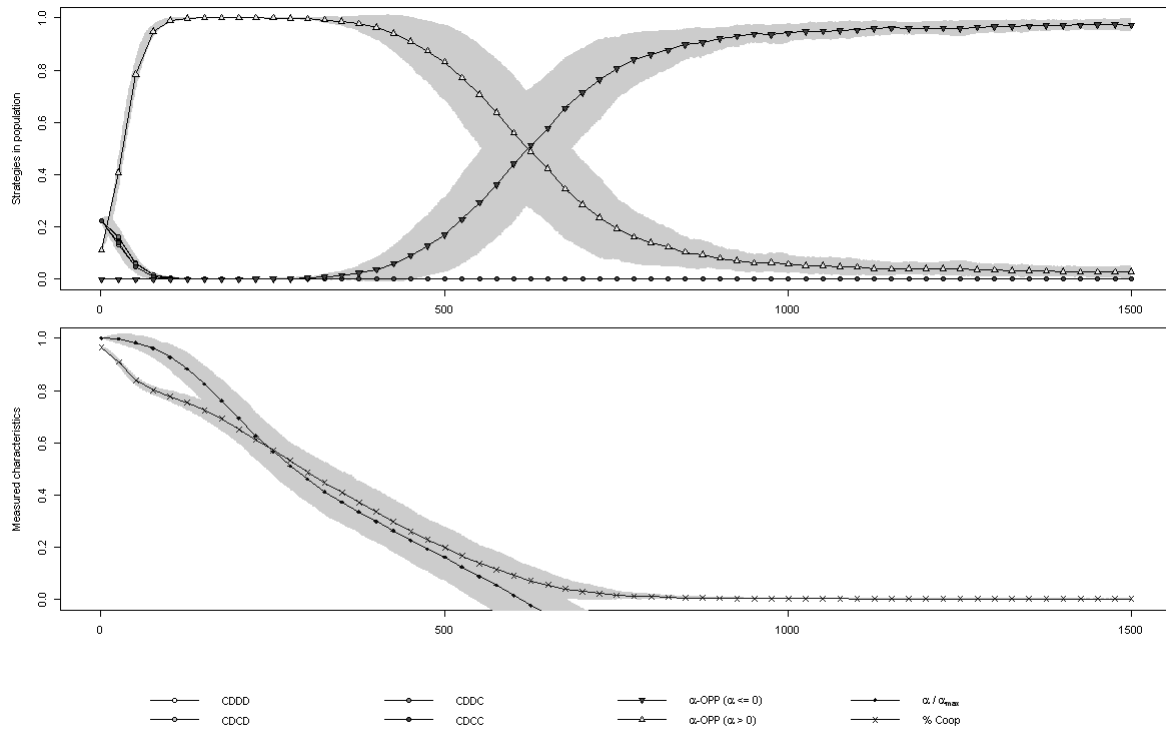 Strategies in population
1.0
0.8
0.6
0.4
0.2
0.0
0 500 1000 1500
Measured characteristics
1.0
0.8
0.6
0.4
0.2
0.0
0 500 1000 1500
CDDD CDDC α-OPP (α <= 0) α / αmax
CDCD CDCC α-OPP (α > 0) % Coop